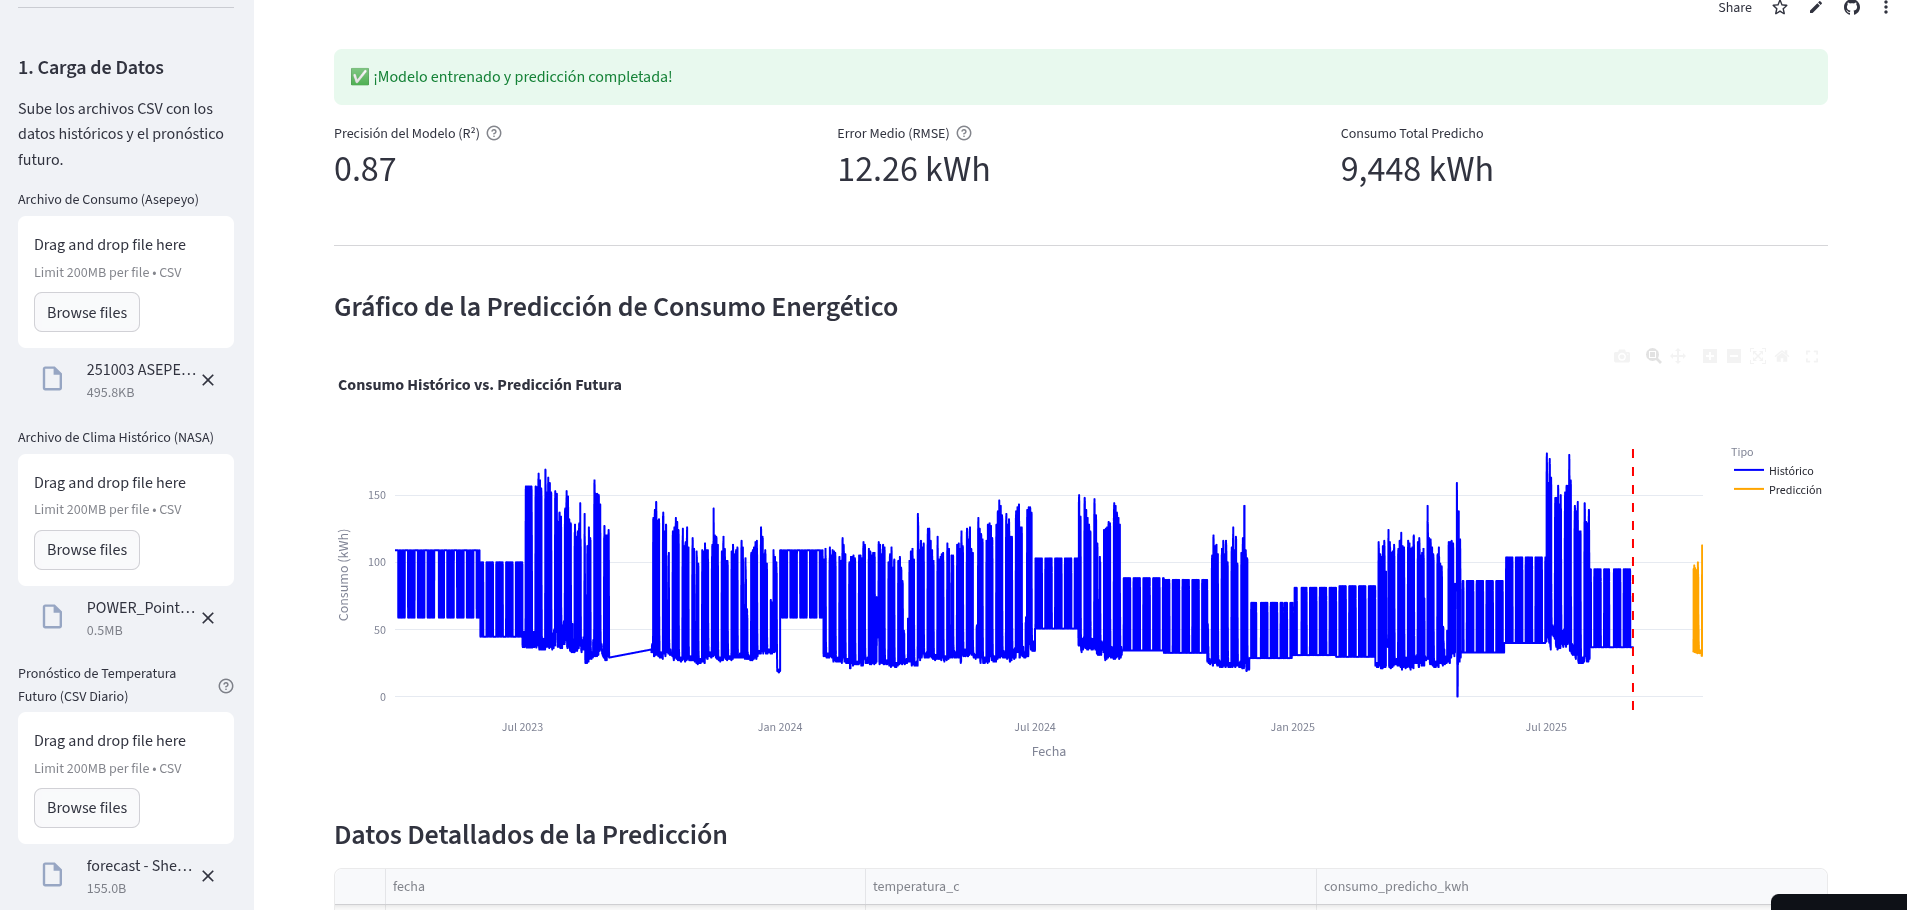 1. Carga de Datos
Sube los archivos CSV con los
datos históricos y el pronóstico
futuro.
Archivo de Consumo (Asepeyo)
Drag and drop file here
Limit 200MB per file • CSV
Browse files
251003 ASEPE...
495.8KB
Archivo de Clima Histórico (NASA)
Drag and drop file here
Limit 200MB per file • CSV
Browse files
POWER_Point...
0.5MB
Pronóstico de Temperatura
Futuro (CSV Diario)
Drag and drop file here
Limit 200MB per file • CSV
Browse files
forecast - She...
155.0B
Share
✅ ¡Modelo entrenado y predicción completada!
Precisión del Modelo (R²)
0.87
Error Medio (RMSE)
12.26 kWh
Consumo Total Predicho
9,448 kWh
Gráfico de la Predicción de Consumo Energético
Consumo Histórico vs. Predicción Futura
Consumo (kWh)
150
100
50
0
Jul 2023
Jan 2024
Jul 2024
Jan 2025
Jul 2025
Fecha
Tipo
Histórico
Predicción
Datos Detallados de la Predicción
fecha
temperatura_c
consumo_predicho_kwh